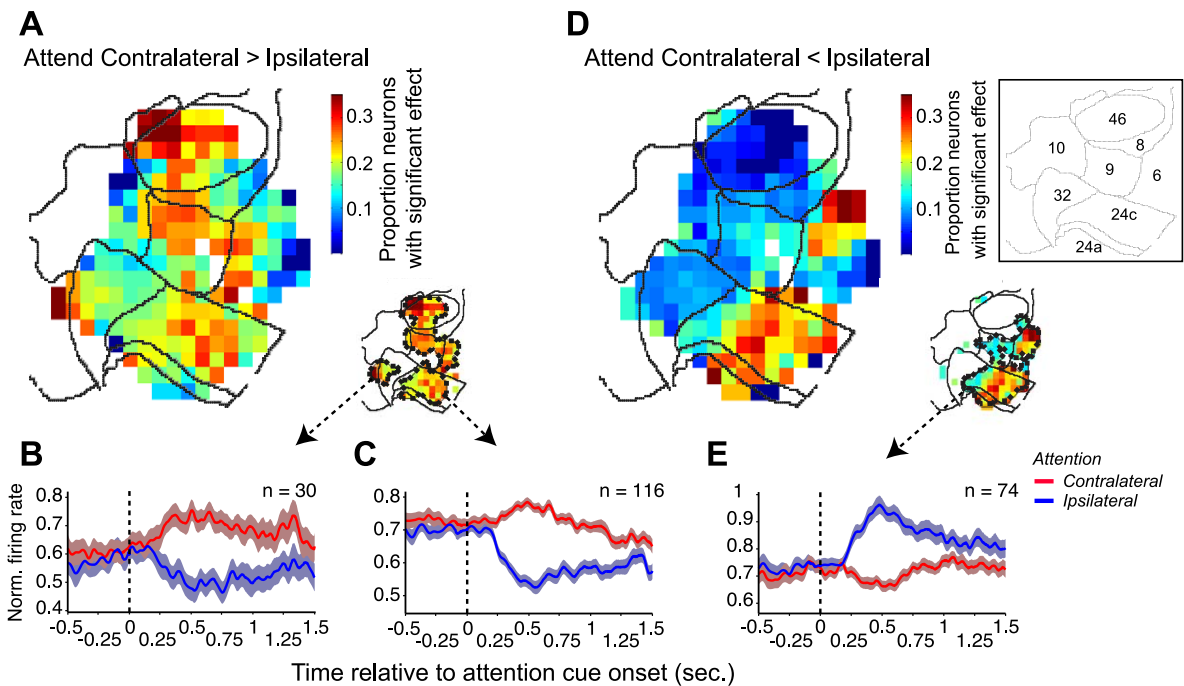 A
Attend Contralateral > Ipsilateral
Proportion neurons
with significant effect
0.3
0.2
0.1
D
Attend Contralateral < Ipsilateral
Proportion neurons
with significant effect
0.3
0.2
0.1
46
10
8
9
6
32
24c
24a
B
n = 30
Norm. firing rate
0.8
0.7
0.6
0.5
0.4
-0.5 0 0.5 1 1.5
-0.25 0.25 0.75 1.25
C
n = 116
0.8
0.7
0.6
0.5
-0.5 0 0.5 1 1.5
-0.25 0.25 0.75 1.25
E
n = 74
1
0.9
0.8
0.7
0.6
-0.5 0 0.5 1 1.5
-0.25 0.25 0.75 1.25
Attention
Contralateral
Ipsilateral
Time relative to attention cue onset (sec.)